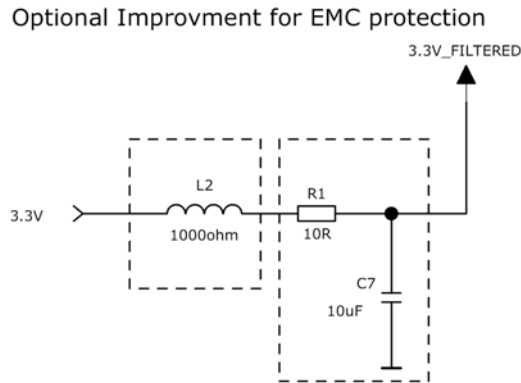 Optional Improvment for EMC protection
3.3V_FILTERED
L2
R1
3.3V
1000ohm
10R
C7
10uF